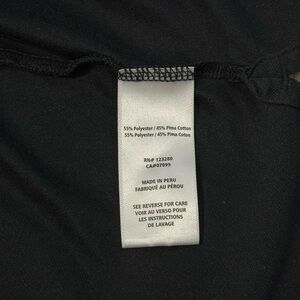 55% Polyester / 45% Pima Cotton
55% Polyester / 45% Pima Coton
RN# 123280
CA#07999
MADE IN PERU
FABRIQUÉ AU PÉROU
SEE REVERSE FOR CARE
VOIR AU VERSO POUR
LES INSTRUCTIONS
DE LAVAGE